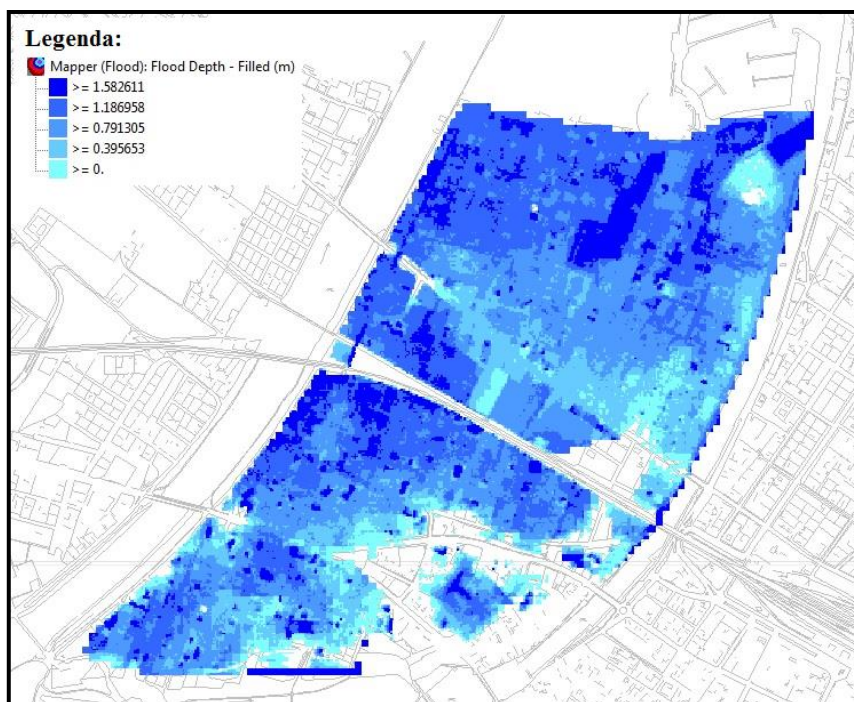 Legenda:
Mapper (Flood): Flood Depth - Filled (m)
>= 1.582611
>= 1.186958
>= 0.791305
>= 0.395653
>= 0.